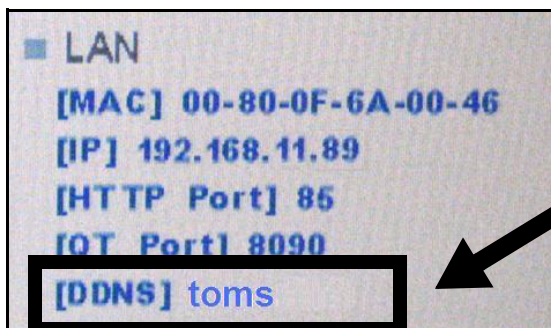 LAN
[MAC] 00-80-0F-6A-00-46
[IP] 192.168.11.89
[HTTP Port] 85
[QT Port] 8090
[DDNS] toms